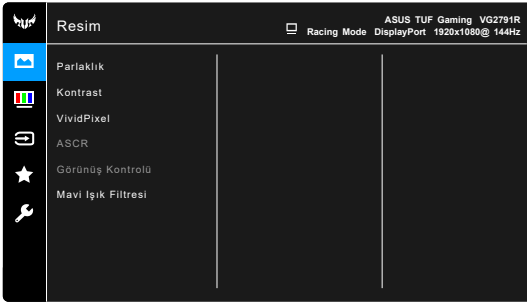 Resim
ASUS TUF Gaming VG2791R
Racing Mode DisplayPort 1920x1080@ 144Hz
Parlaklık
Kontrast
VividPixel
ASCR
Görünüş Kontrolü
Mavi Işık Filtresi